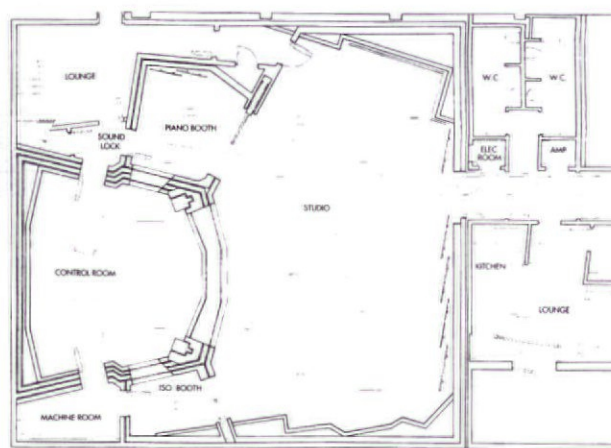 LOUNGE
W.C
W.C
PIANO BOOTH
SOUND
LOCK
ELEC
ROOM
AMP
STUDIO
CONTROL ROOM
KITCHEN
LOUNGE
ISO BOOTH
MACHINE ROOM